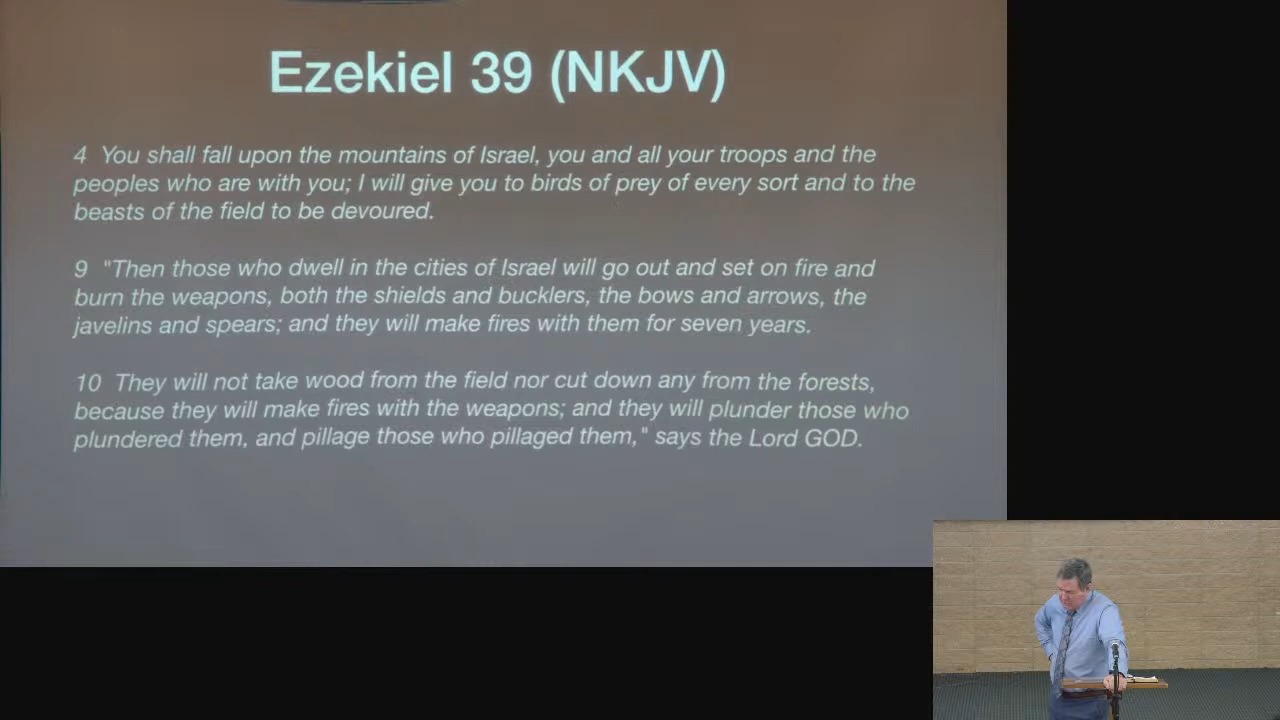 Ezekiel 39 (NKJV)
4 You shall fall upon the mountains of Israel, you and all your troops and the
peoples who are with you; I will give you to birds of prey of every sort and to the
beasts of the field to be devoured.
9 "Then those who dwell in the cities of Israel will go out and set on fire and
burn the weapons, both the shields and bucklers, the bows and arrows, the
javelins and spears; and they will make fires with them for seven years.
10 They will not take wood from the field nor cut down any from the forests,
because they will make fires with the weapons; and they will plunder those who
plundered them, and pillage those who pillaged them," says the Lord GOD.